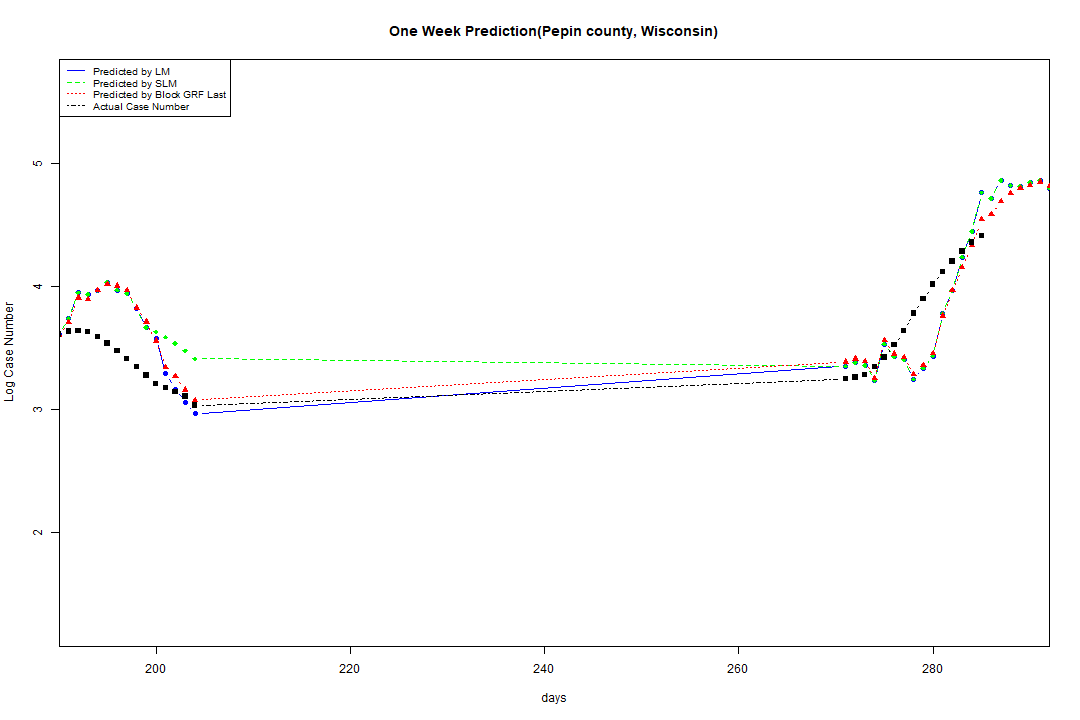 One Week Prediction(Pepin county, Wisconsin)
Predicted by LM
Predicted by SLM
Predicted by Block GRF Last
Actual Case Number
5
4
3
2
Log Case Number
200 220 240 260 280
days